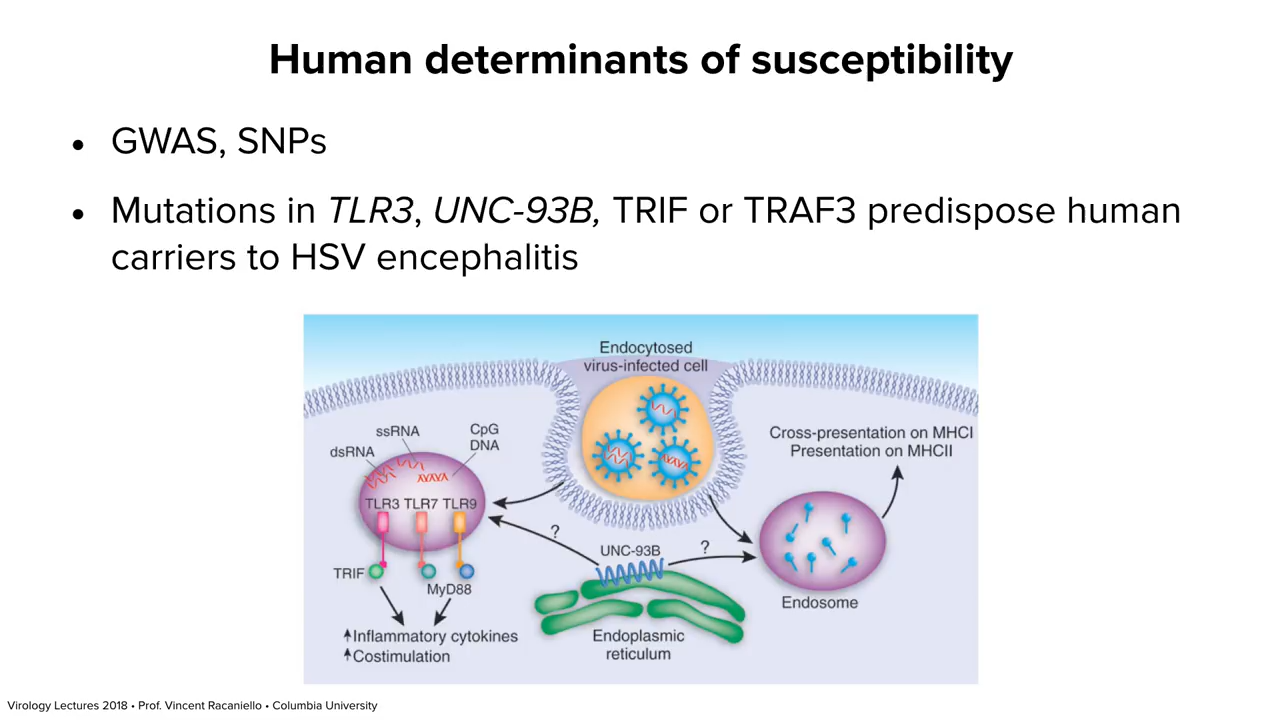 Human determinants of susceptibility
• GWAS, SNPs
• Mutations in TLR3, UNC-93B, TRIF or TRAF3 predispose human
carriers to HSV encephalitis
Endocytosed
virus-infected cell
ssRNA
CpG
DNA
dsRNA
TLR3 TLR7 TLR9
TRIF
MyD88
Inflammatory cytokines
Costimulation
?
UNC-93B
?
Endoplasmic
reticulum
Cross-presentation on MHCI
Presentation on MHCII
Endosome
Virology Lectures 2018 • Prof. Vincent Racaniello • Columbia University